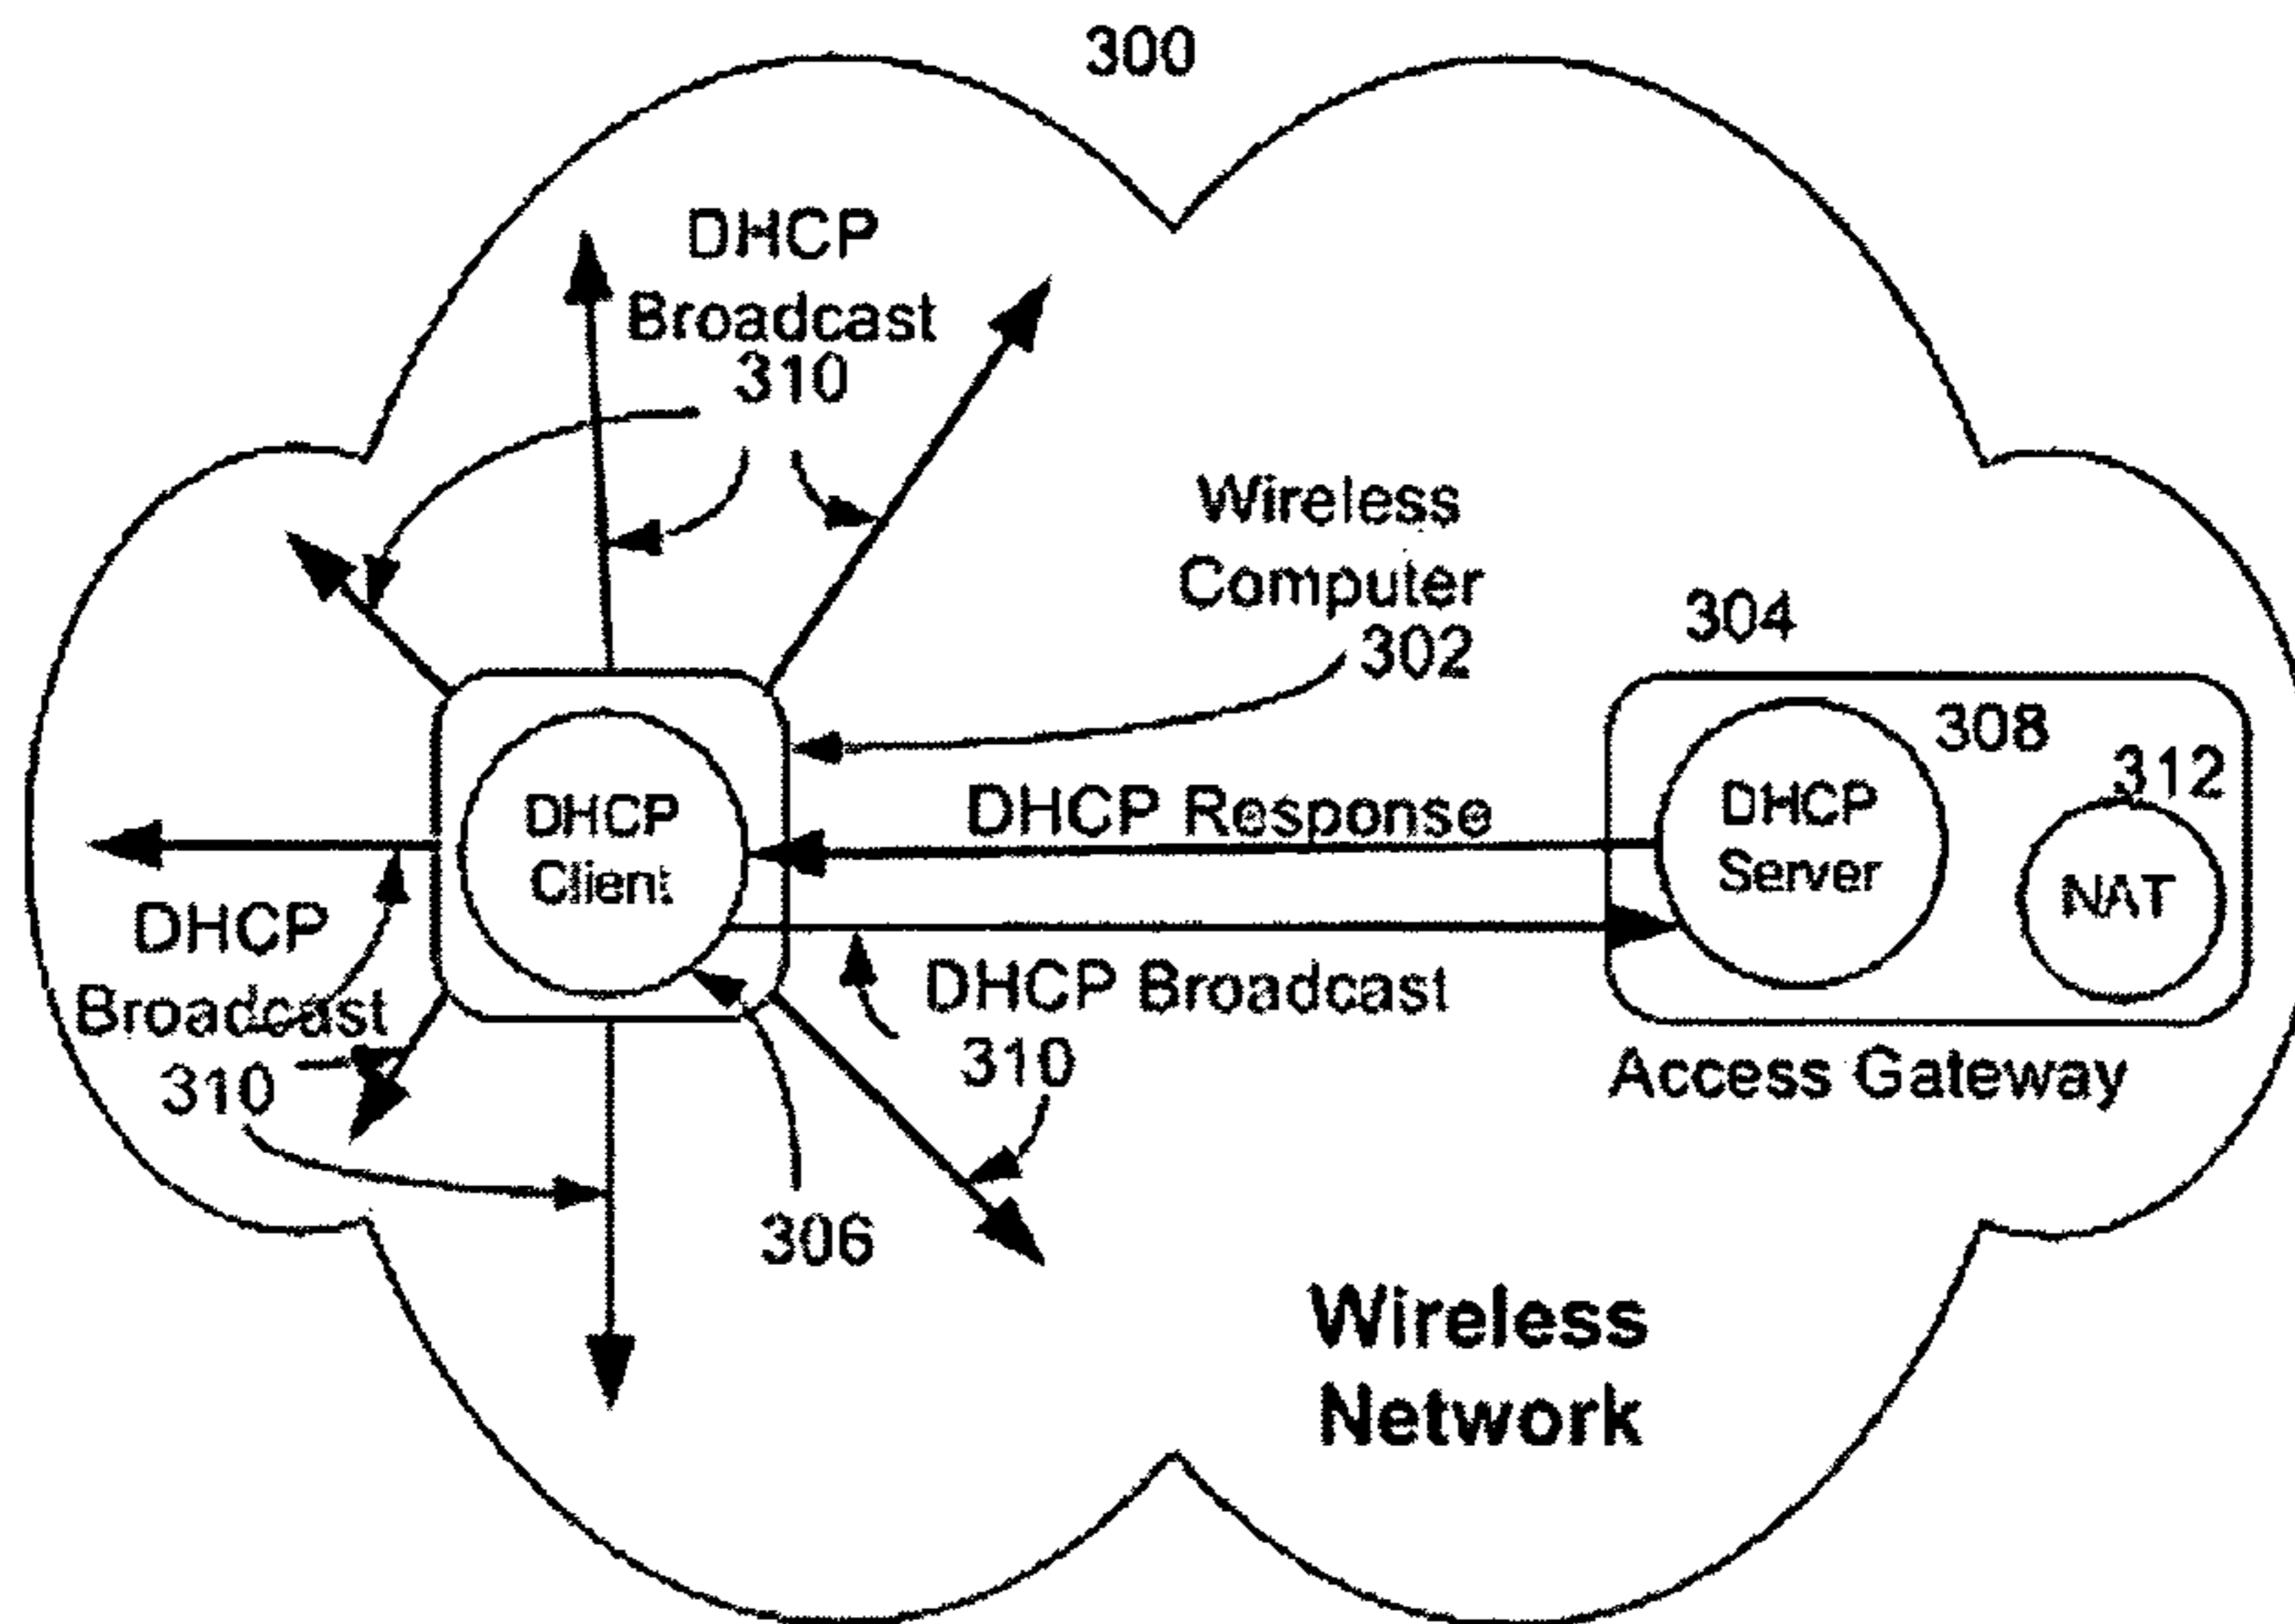 300
DHCP
Broadcast
310
Wireless
Computer
302
304
308
312
DHCP
Client
DHCP Response
DHCP
Server
NAT
DHCP
Broadcast
310
DHCP Broadcast
310
Access Gateway
306
Wireless
Network